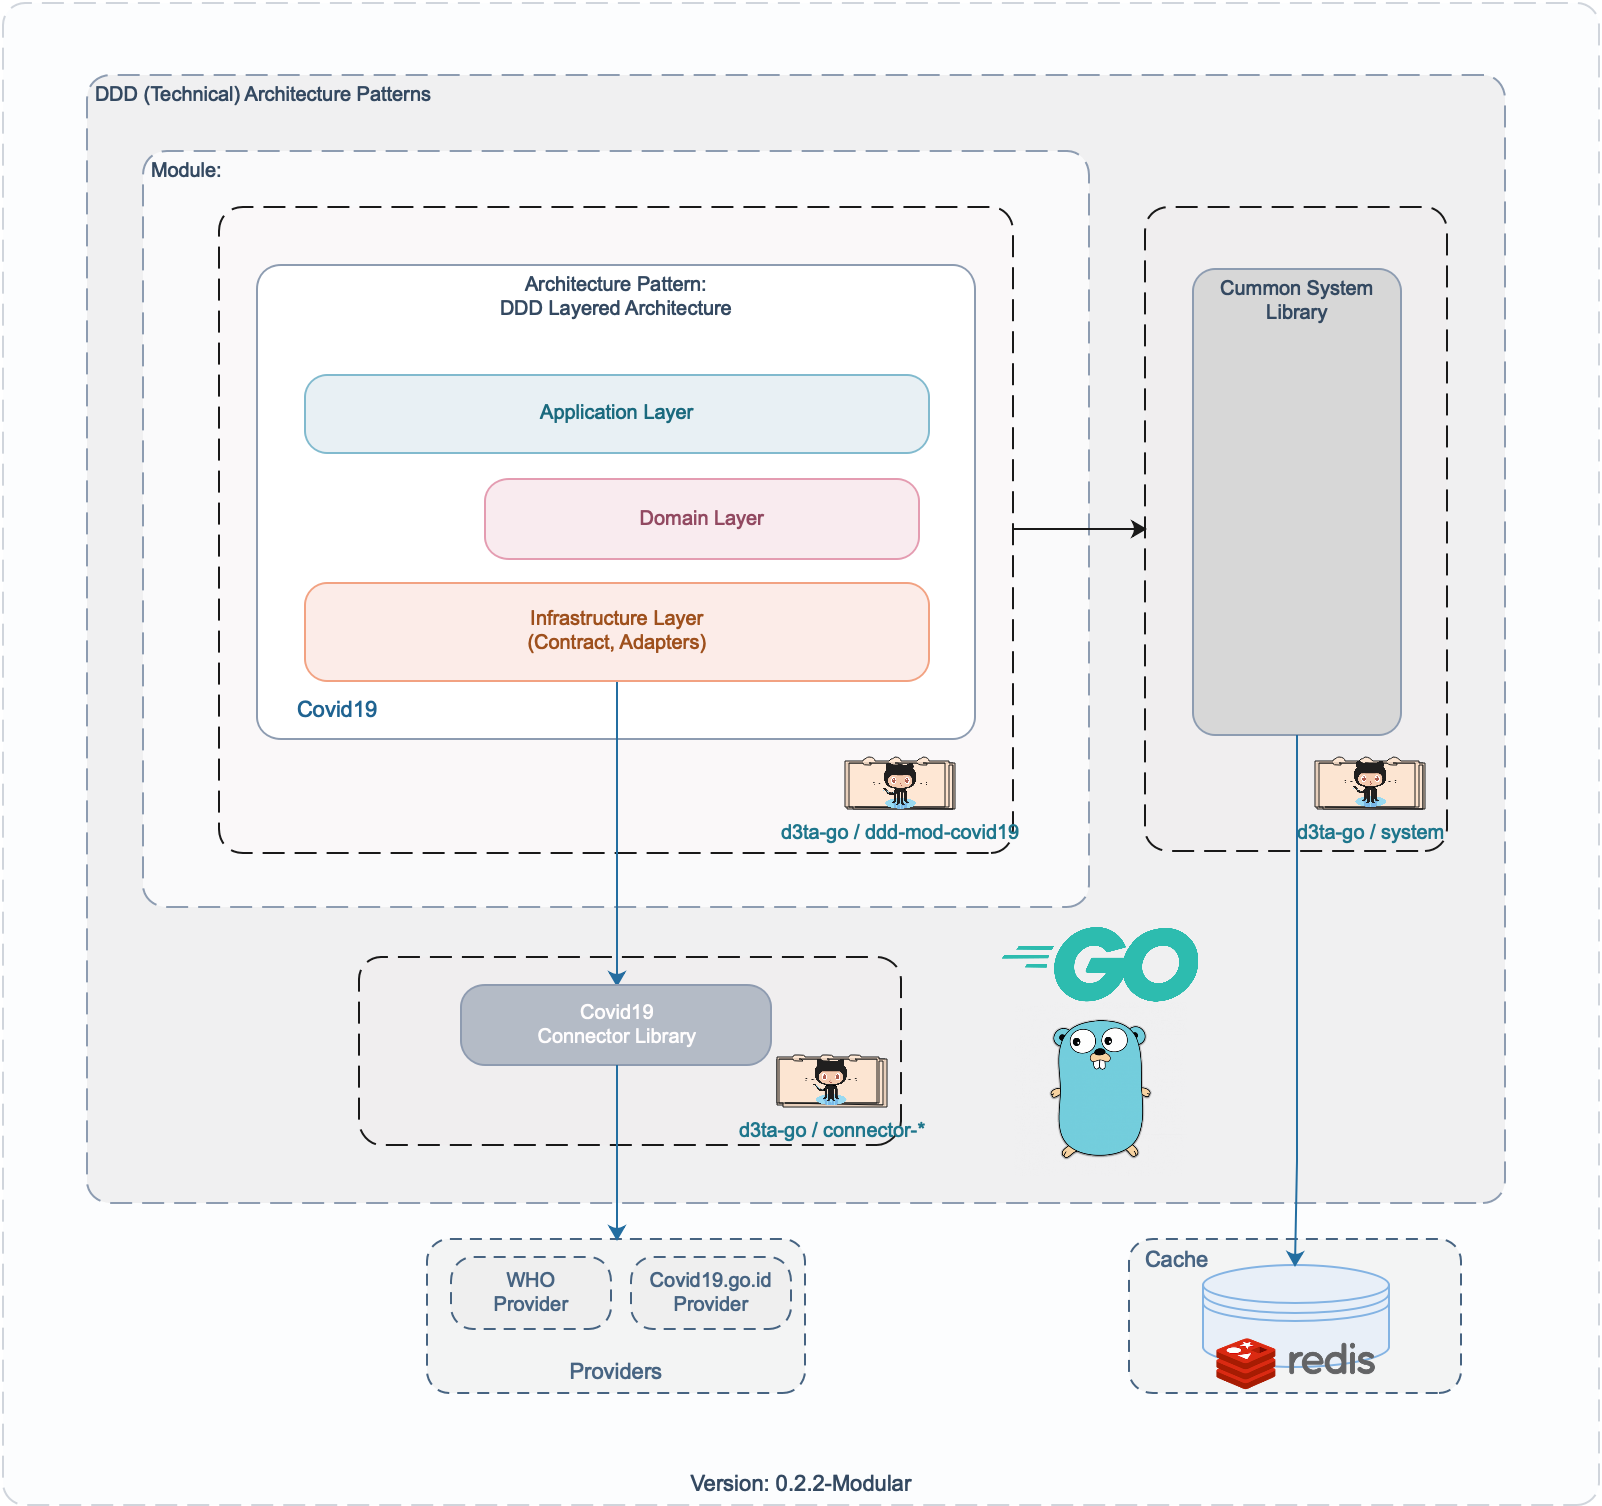 DDD (Technical) Architecture Patterns
Module:
Architecture Pattern:
DDD Layered Architecture
Application Layer
Domain Layer
Infrastructure Layer
(Contract, Adapters)
Covid19
d3ta-go / ddd-mod-covid19
Cummon System
Library
d3ta-go / system
GO
Covid19
Connector Library
d3ta-go / connector-*
WHO
Provider
Covid19.go.id
Provider
Providers
Cache
redis
Version: 0.2.2-Modular